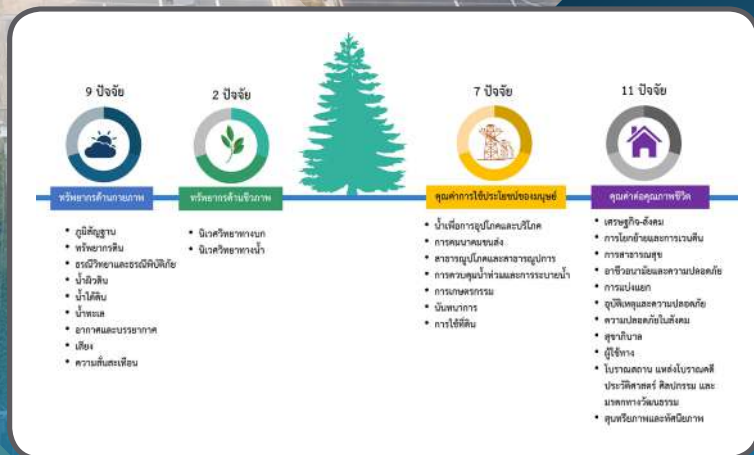 9 ปัจจัย
ทรัพยากรด้านกายภาพ
• ภูมิสัญฐาน
• ทรัพยากรดิน
• ธรณีวิทยาและธรณีพิบัติภัย
• น้ำผิวดิน
• น้ำใต้ดิน
• น้ำทะเล
• อากาศและบรรยากาศ
• เสียง
• ความสั่นสะเทือน
2 ปัจจัย
ทรัพยากรด้านชีวภาพ
• นิเวศวิทยาทางบก
• นิเวศวิทยาทางน้ำ
7 ปัจจัย
คุณค่าการใช้ประโยชน์ของมนุษย์
• น้ำเพื่อการอุปโภคและบริโภค
• การคมนาคมขนส่ง
• สาธารณูปโภคและสาธารณูปการ
• การควบคุมน้ำท่วมและการระบายน้ำ
• การเกษตรกรรม
• นันทนาการ
• การใช้ที่ดิน
11 ปัจจัย
คุณค่าต่อคุณภาพชีวิต
• เศรษฐกิจ-สังคม
• การโยกย้ายและการเวนคืน
• การสาธารณสุข
• อาชีวอนามัยและความปลอดภัย
• การแบ่งแยก
• อุบัติเหตุและความปลอดภัย
• ความปลอดภัยในสังคม
• สุขาภิบาล
• ผู้ใช้ทาง
• โบราณสถาน แหล่งโบราณคดี
ประวัติศาสตร์ ศิลปกรรม และ
มรดกทางวัฒนธรรม
• สุนทรียภาพและทัศนียภาพ